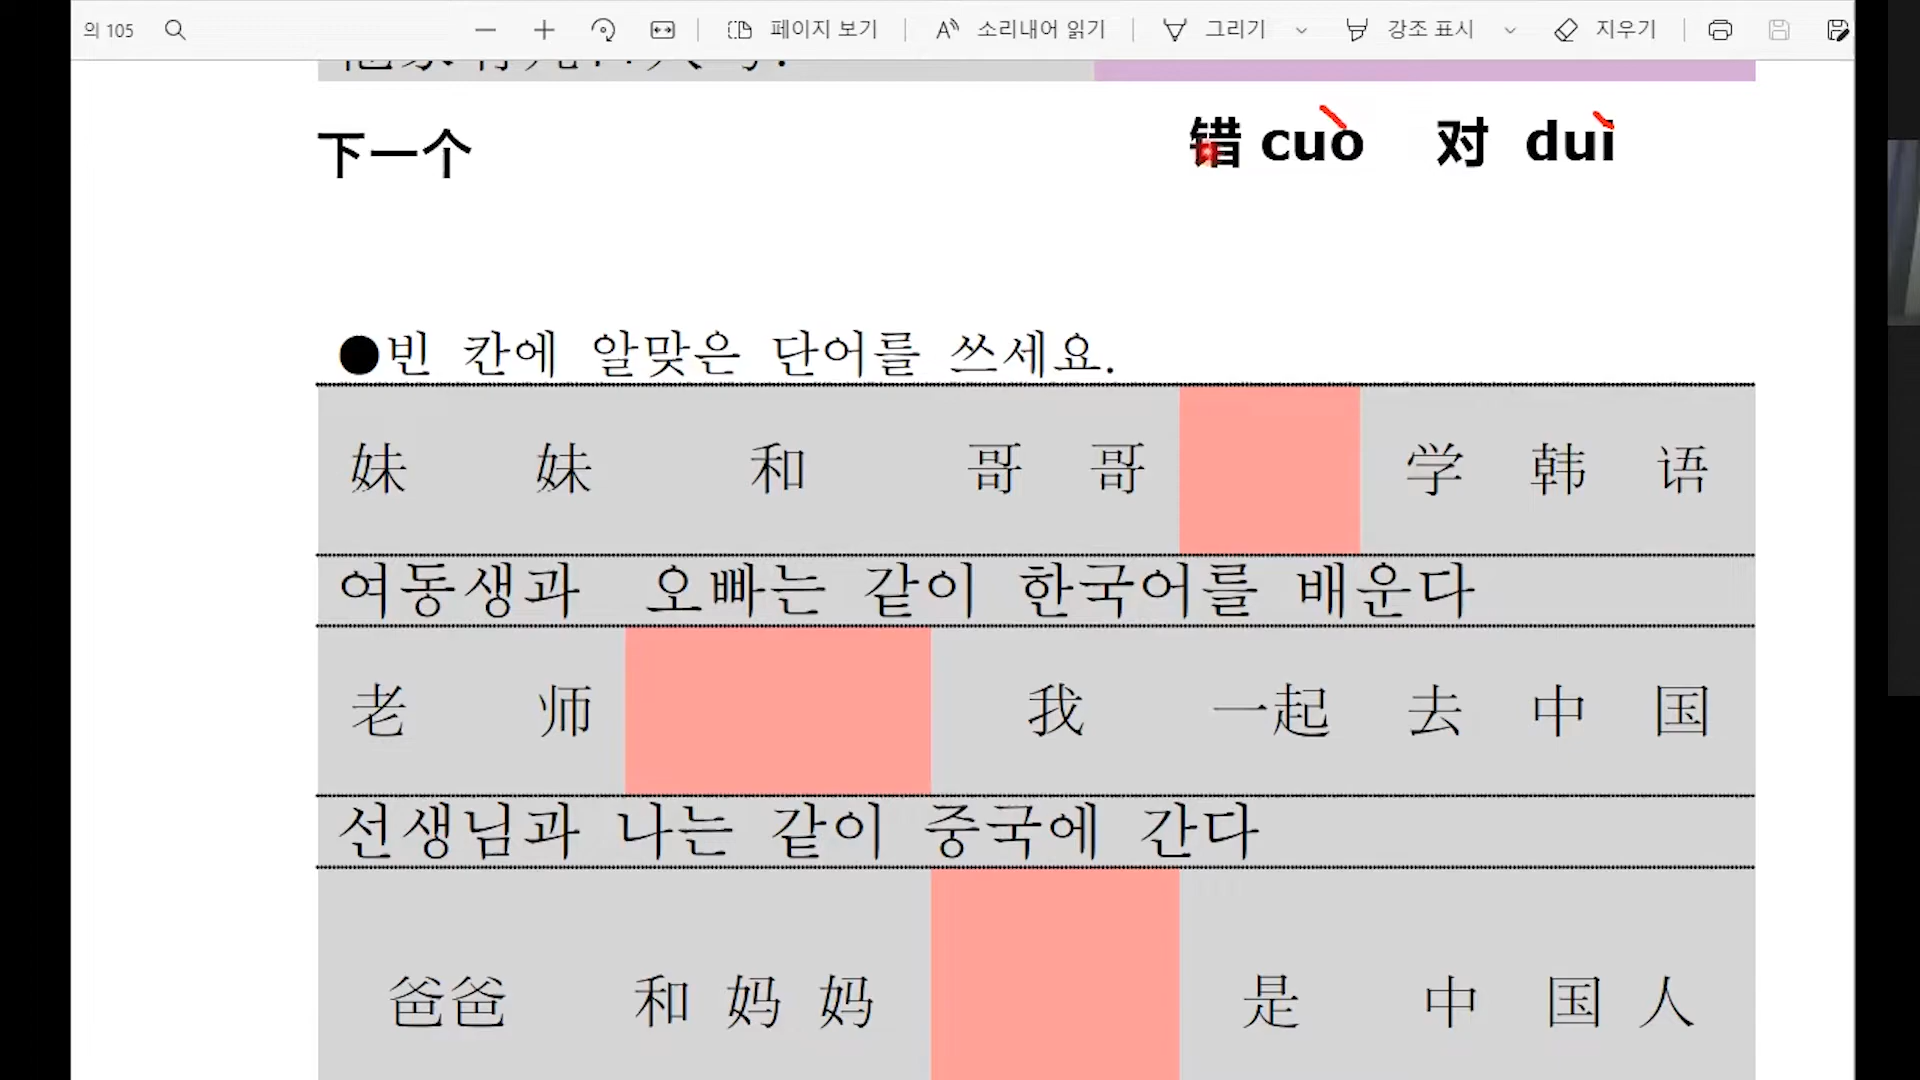 의 105 페이지 보기 소리내어 읽기 그리기 강조 표시 지우기
下一个 错 cuò 对 duì
●빈 칸에 알맞은 단어를 쓰세요.
妹 妹 和 哥 哥 学 韩 语
여동생과 오빠는 같이 한국어를 배운다
老 师 我 一起 去 中 国
선생님과 나는 같이 중국에 간다
爸爸 和 妈 妈 是 中 国 人